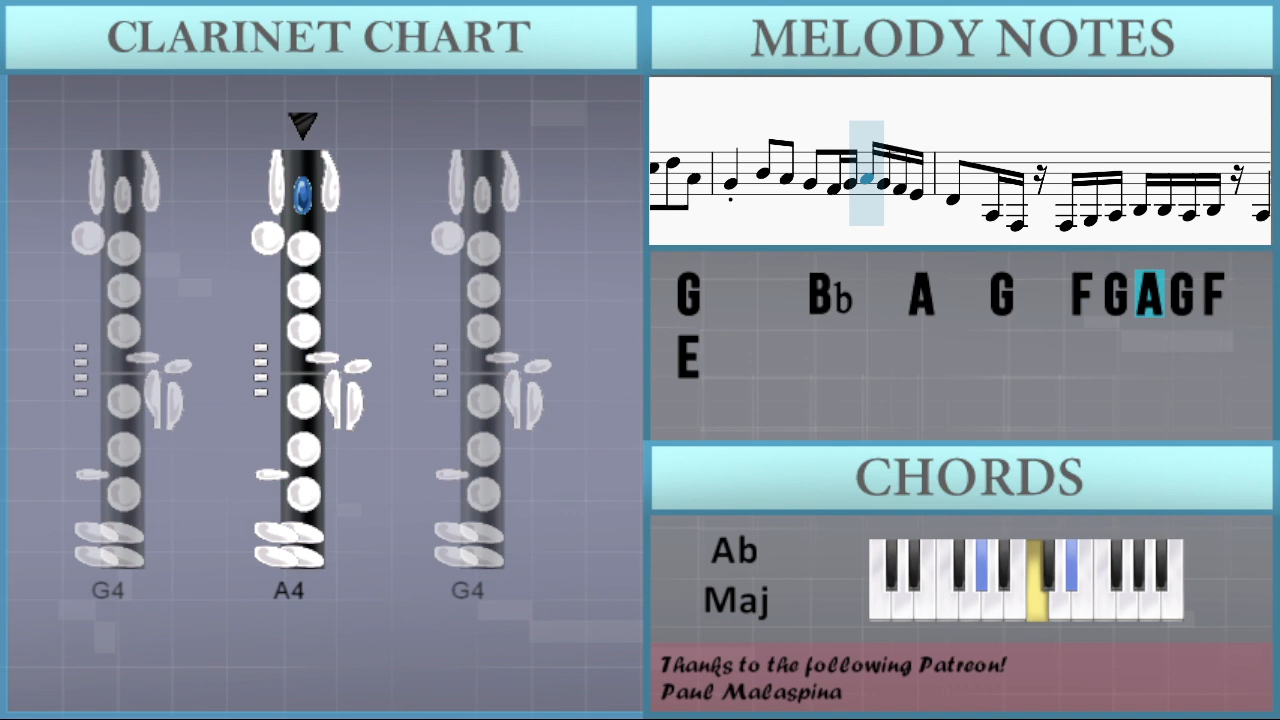 CLARINET CHART
G4 A4 G4
MELODY NOTES
G Bb A G F G A G F
E
CHORDS
Ab
Maj
Thanks to the following Patreon!
Paul Malaspina